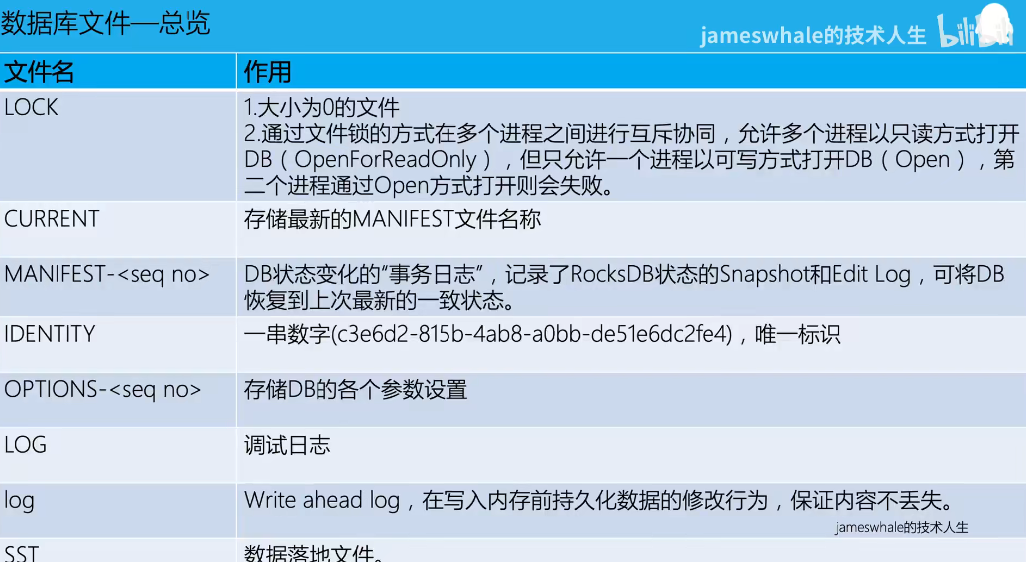 数据库文件—总览
jameswhale的技术人生 bilibili
文件名 作用
LOCK 1.大小为0的文件
2.通过文件锁的方式在多个进程之间进行互斥协同，允许多个进程以只读方式打开
DB（OpenForReadOnly），但只允许一个进程以可写方式打开DB（Open），第
二个进程通过Open方式打开则会失败。
CURRENT 存储最新的MANIFEST文件名称
MANIFEST-<seq no> DB状态变化的“事务日志”，记录了RocksDB状态的Snapshot和Edit Log，可将DB
恢复到上次最新的一致状态。
IDENTITY 一串数字(c3e6d2-815b-4ab8-a0bb-de51e6dc2fe4)，唯一标识
OPTIONS-<seq no> 存储DB的各个参数设置
LOG 调试日志
log Write ahead log，在写入内存前持久化数据的修改行为，保证内容不丢失。
jameswhale的技术人生
SST 数据落地文件。